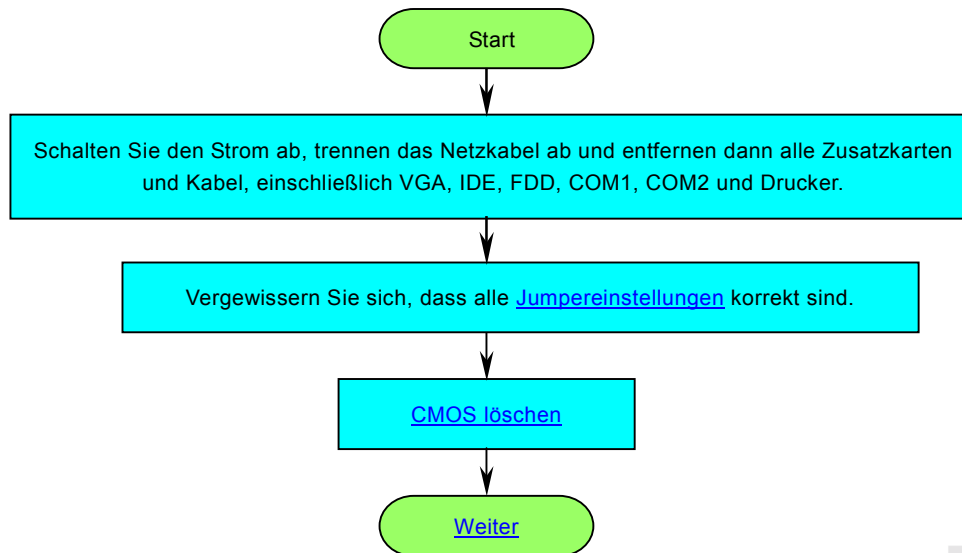 Start
Schalten Sie den Strom ab, trennen das Netzkabel ab und entfernen dann alle Zusatzkarten
und Kabel, einschließlich VGA, IDE, FDD, COM1, COM2 und Drucker.
Vergewissern Sie sich, dass alle Jumpereinstellungen korrekt sind.
CMOS löschen
Weiter